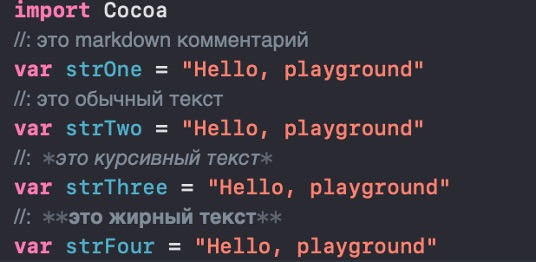 import Cocoa
//: это markdown комментарий
var strOne = "Hello, playground"
//: это обычный текст
var strTwo = "Hello, playground"
//: *это курсивный текст*
var strThree = "Hello, playground"
//: **это жирный текст**
var strFour = "Hello, playground"